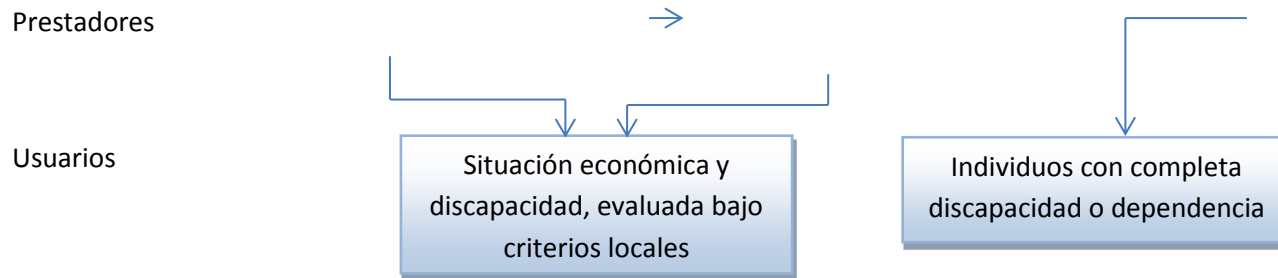 Prestadores
Usuarios
Situación económica y
discapacidad, evaluada bajo
criterios locales
Individuos con completa
discapacidad o dependencia